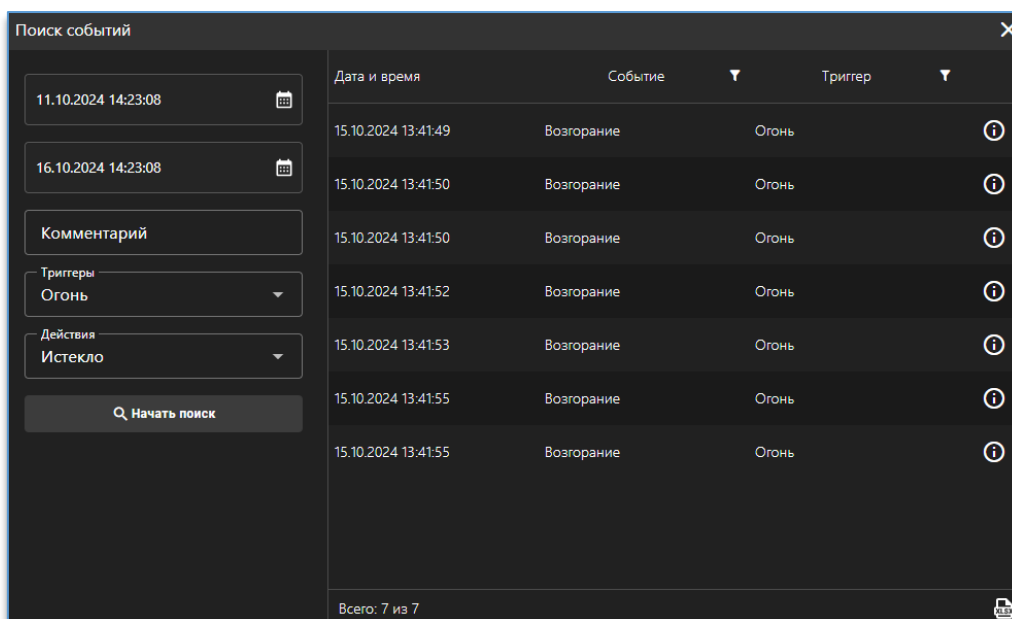 Поиск событий
11.10.2024 14:23:08
16.10.2024 14:23:08
Комментарий
Триггеры
Огонь
Действия
Истекло
Начать поиск
Дата и время Событие Триггер
15.10.2024 13:41:49 Возгорание Огонь
15.10.2024 13:41:50 Возгорание Огонь
15.10.2024 13:41:50 Возгорание Огонь
15.10.2024 13:41:52 Возгорание Огонь
15.10.2024 13:41:53 Возгорание Огонь
15.10.2024 13:41:55 Возгорание Огонь
15.10.2024 13:41:55 Возгорание Огонь
Всего: 7 из 7
XLSX